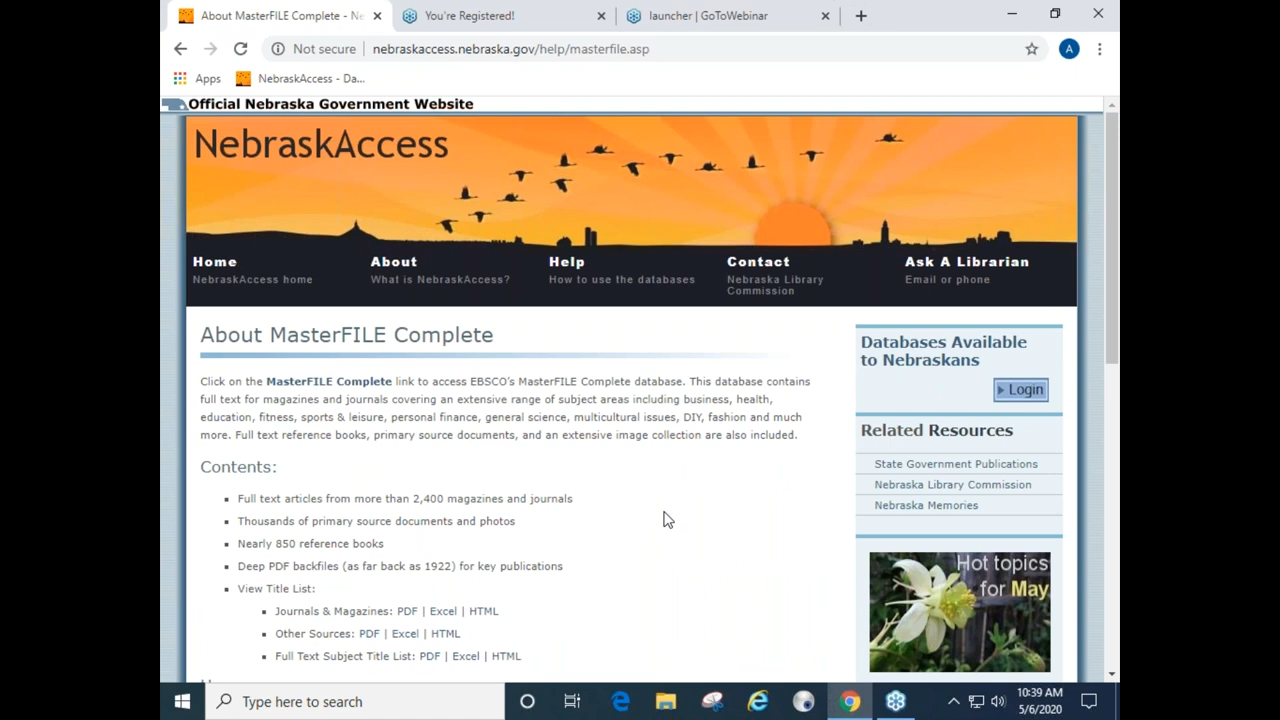 About MasterFILE Complete - Ne
You're Registered!
launcher | GoToWebinar
Not secure
nebraskaccess.nebraska.gov/help/masterfile.asp
A
Apps
NebraskAccess - Da...
Official Nebraska Government Website
NebraskAccess
Home
NebraskAccess home
About
What is NebraskAccess?
Help
How to use the databases
Contact
Nebraska Library
Commission
Ask A Librarian
Email or phone
About MasterFILE Complete
Click on the MasterFILE Complete link to access EBSCO's MasterFILE Complete database. This database contains
full text for magazines and journals covering an extensive range of subject areas including business, health,
education, fitness, sports & leisure, personal finance, general science, multicultural issues, DIY, fashion and much
more. Full text reference books, primary source documents, and an extensive image collection are also included.
Contents:
▪ Full text articles from more than 2,400 magazines and journals
▪ Thousands of primary source documents and photos
▪ Nearly 850 reference books
▪ Deep PDF backfiles (as far back as 1922) for key publications
▪ View Title List:
▪ Journals & Magazines: PDF | Excel | HTML
▪ Other Sources: PDF | Excel | HTML
▪ Full Text Subject Title List: PDF | Excel | HTML
Databases Available
to Nebraskans
Login
Related Resources
State Government Publications
Nebraska Library Commission
Nebraska Memories
Hot topics
for May
Type here to search
10:39 AM
5/6/2020